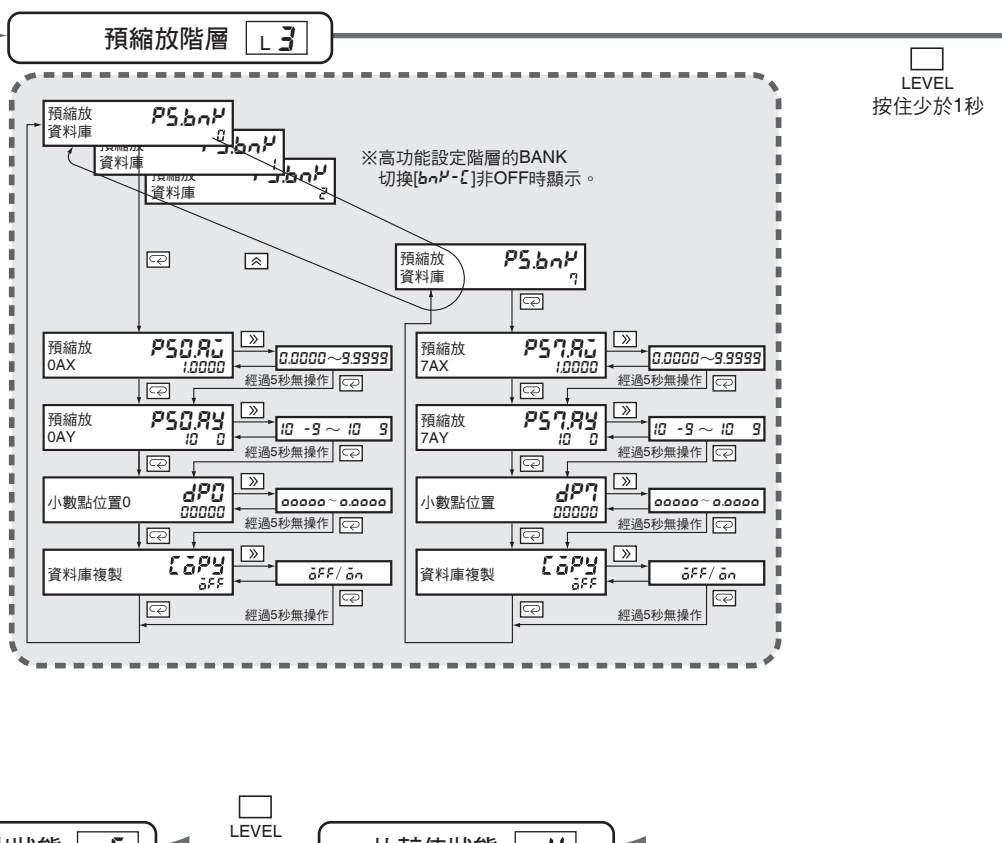 預縮放階層 L 3
LEVEL
按住少於1秒
預縮放
資料庫 PS.bnK
0
資料庫
1
資料庫
2
※高功能設定階層的BANK
切換[bnK-C]非OFF時顯示。
預縮放
資料庫 PS.bnK
7
預縮放
0AX PS0.AX
1.0000
0.0000～9.9999
經過5秒無操作
預縮放
0AY PS0.AY
10 0
10 -9～10 9
經過5秒無操作
小數點位置0 dP0
00000
00000~0.0000
經過5秒無操作
資料庫複製 CoPY
oFF
oFF/on
經過5秒無操作
預縮放
7AX PS7.AX
1.0000
0.0000～9.9999
經過5秒無操作
預縮放
7AY PS7.AY
10 0
10 -9～10 9
經過5秒無操作
小數點位置 dP7
00000
00000~0.0000
經過5秒無操作
資料庫複製 CoPY
oFF
oFF/on
經過5秒無操作
LEVEL